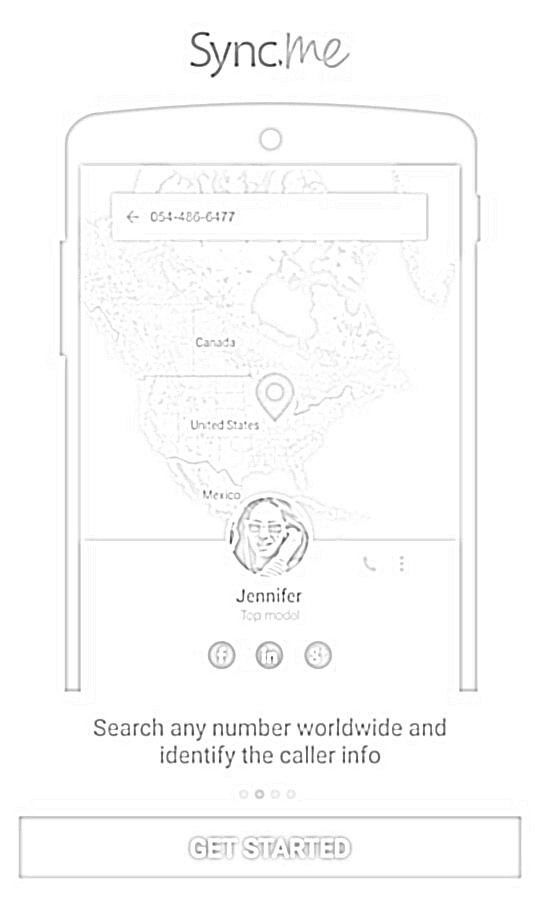 Sync.me
054-486-6477
Canada
United States
Mexico
Jennifer
Top model
f in g+
Search any number worldwide and
identify the caller info
GET STARTED